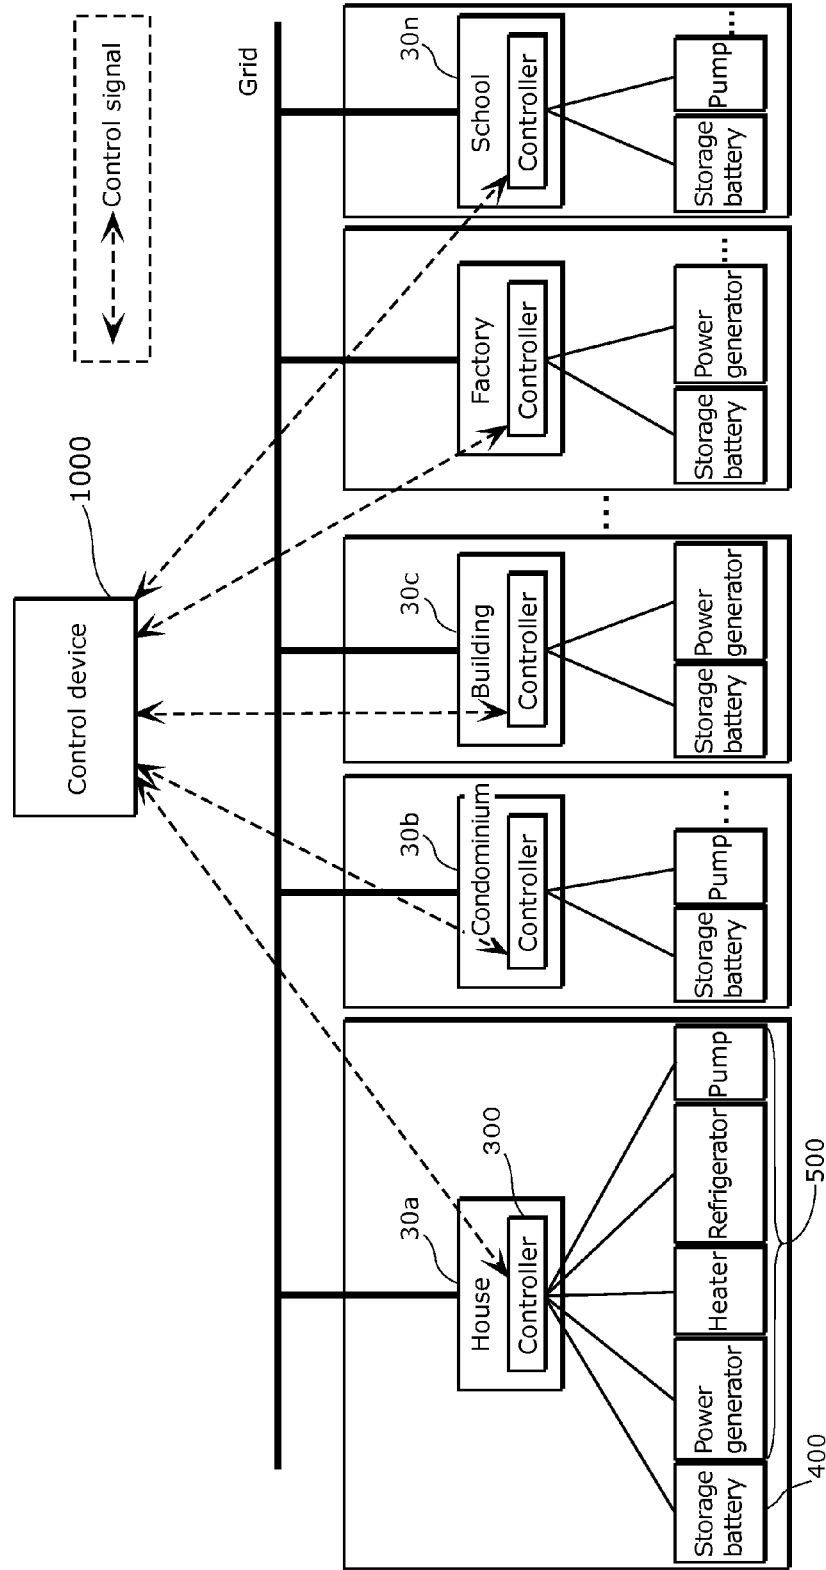 Control device
1000
Control signal
Grid
30a
House
Controller
300
30b
Condominium
Controller
30c
Building
Controller
...
Factory
Controller
30n
School
Controller
Storage
battery
Power
generator
Heater
Refrigerator
Pump
400
500
Storage
battery
Pump
...
Storage
battery
Power
generator
Storage
battery
Power
generator
...
Storage
battery
Pump
...